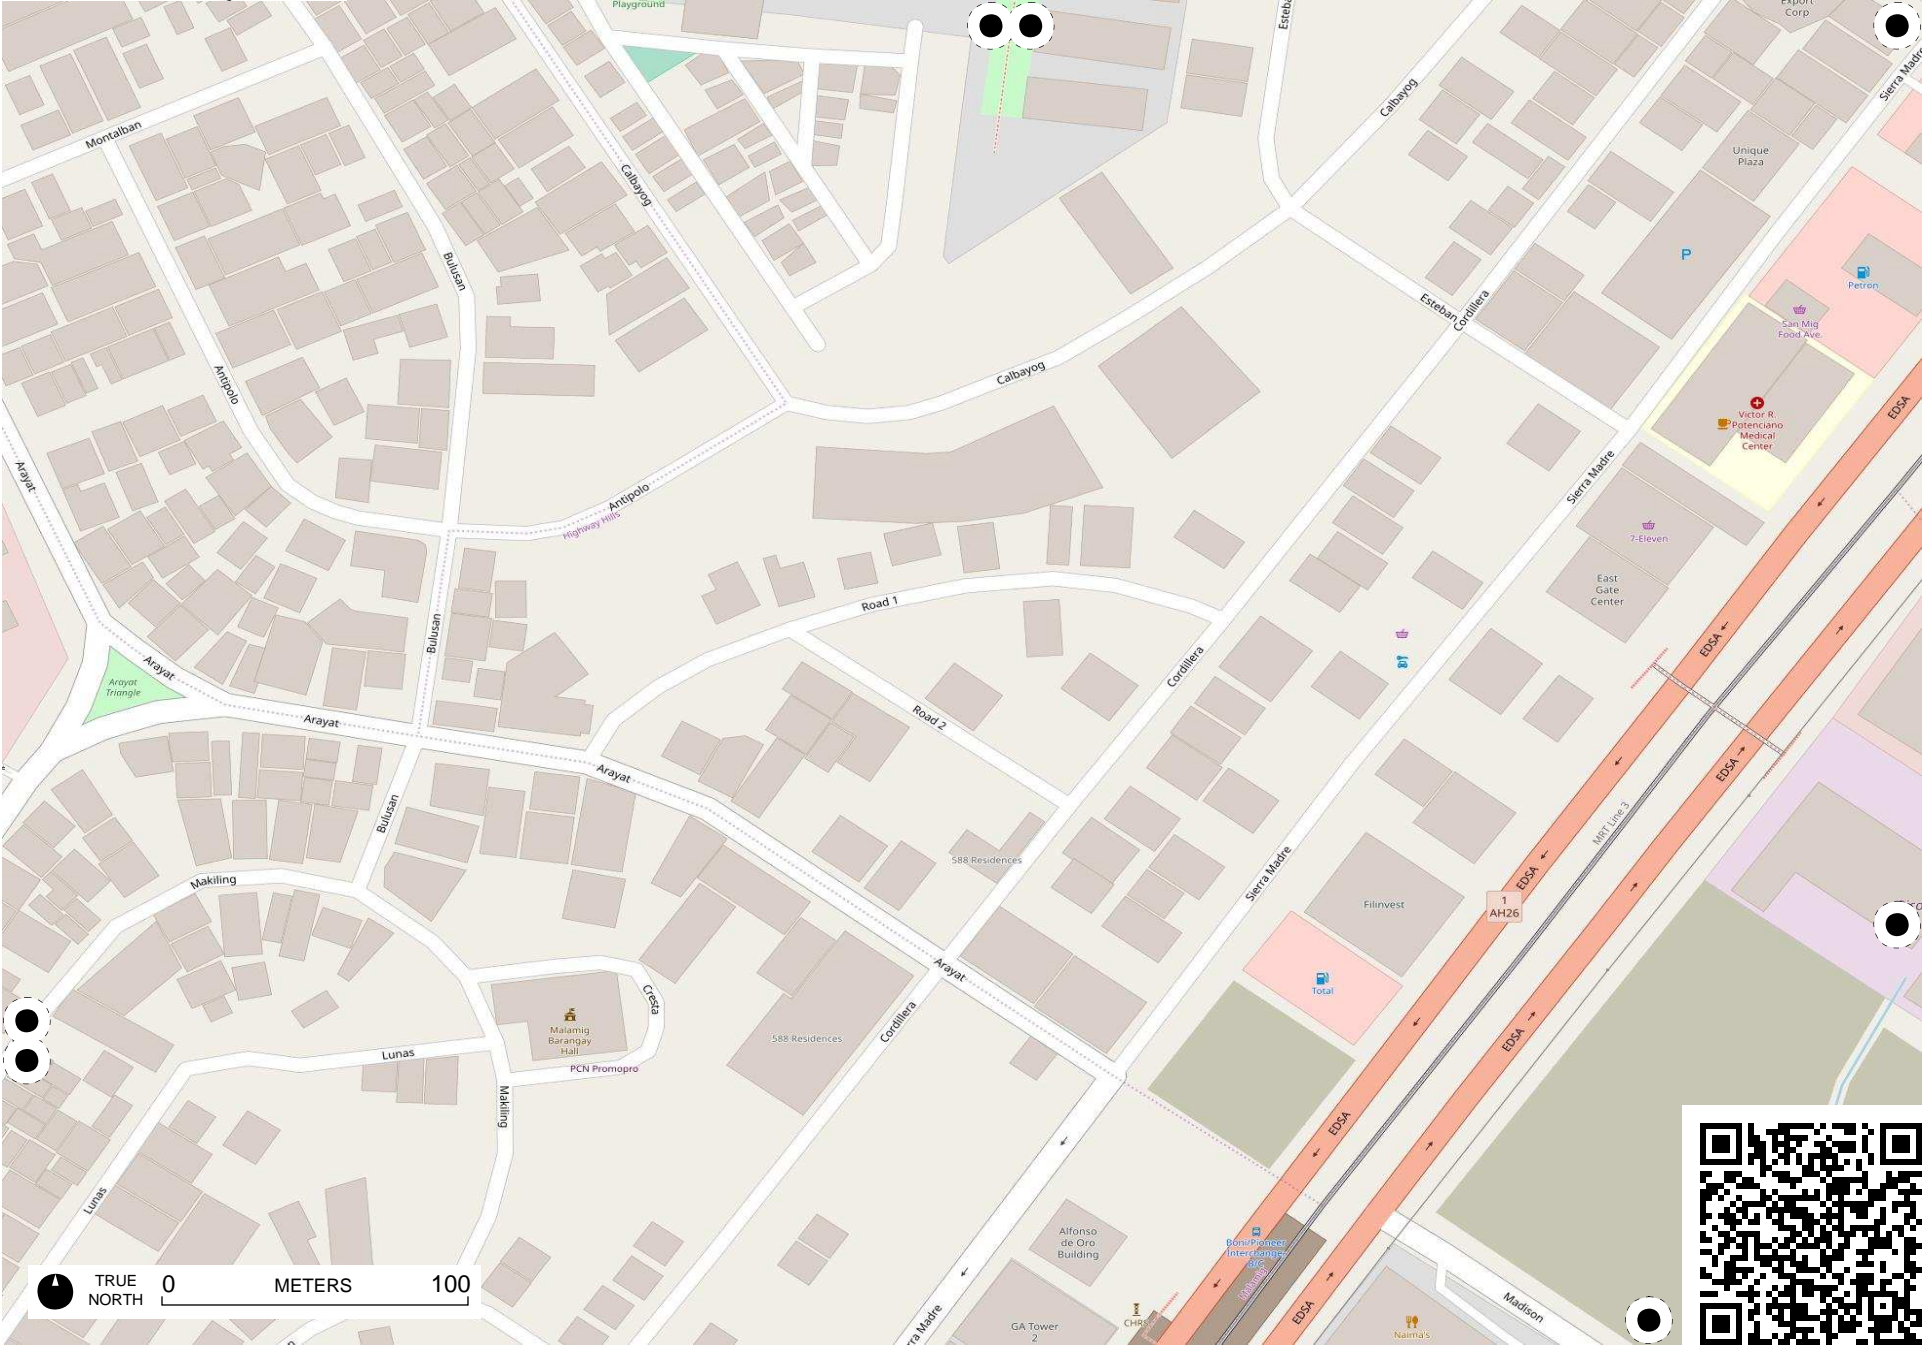 Playground
Export
Corp
Sierra Madre
Calbayog
Montalban
Unique
Plaza
Calbayog
Bulusan
P
Petron
Esteban
Cordillera
San Mig
Food Ave.
Antipolo
Calbayog
EDSA
Victor R.
Potenciano
Medical
Center
Arayat
Sierra Madre
Antipolo
Highway Hills
7-Eleven
East
Gate
Center
Road 1
Bulusan
EDSA
Arayat
Cordillera
Arayat
Triangle
Arayat
Road 2
Arayat
EDSA
Bulusan
MRT Line 3
588 Residences
Makiling
Sierra Madre
EDSA
Filinvest
1
AH26
Arayat
Total
Cresta
Cordillera
Malamig
Barangay
Hall
588 Residences
EDSA
Lunas
PCN Promopro
Makiling
EDSA
Lunas
Alfonso
de Oro
Building
Boni/Pioneer
Interchange-
B/C
Malamig
TRUE
NORTH
0 METERS 100
EDSA
Madison
GA Tower
2
Naima's